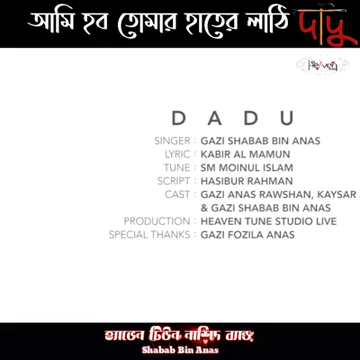 আমি হব তোমার হাতের লাঠি দাদু
DADU
SINGER : GAZI SHABAB BIN ANAS
LYRIC : KABIR AL MAMUN
TUNE : SM MOINUL ISLAM
SCRIPT : HASIBUR RAHMAN
CAST : GAZI ANAS RAWSHAN, KAYSAR
& GAZI SHABAB BIN ANAS
PRODUCTION : HEAVEN TUNE STUDIO LIVE
SPECIAL THANKS : GAZI FOZILA ANAS
হ্যাভেন টিউন নাশিদ ব্যান্ড
Shabab Bin Anas